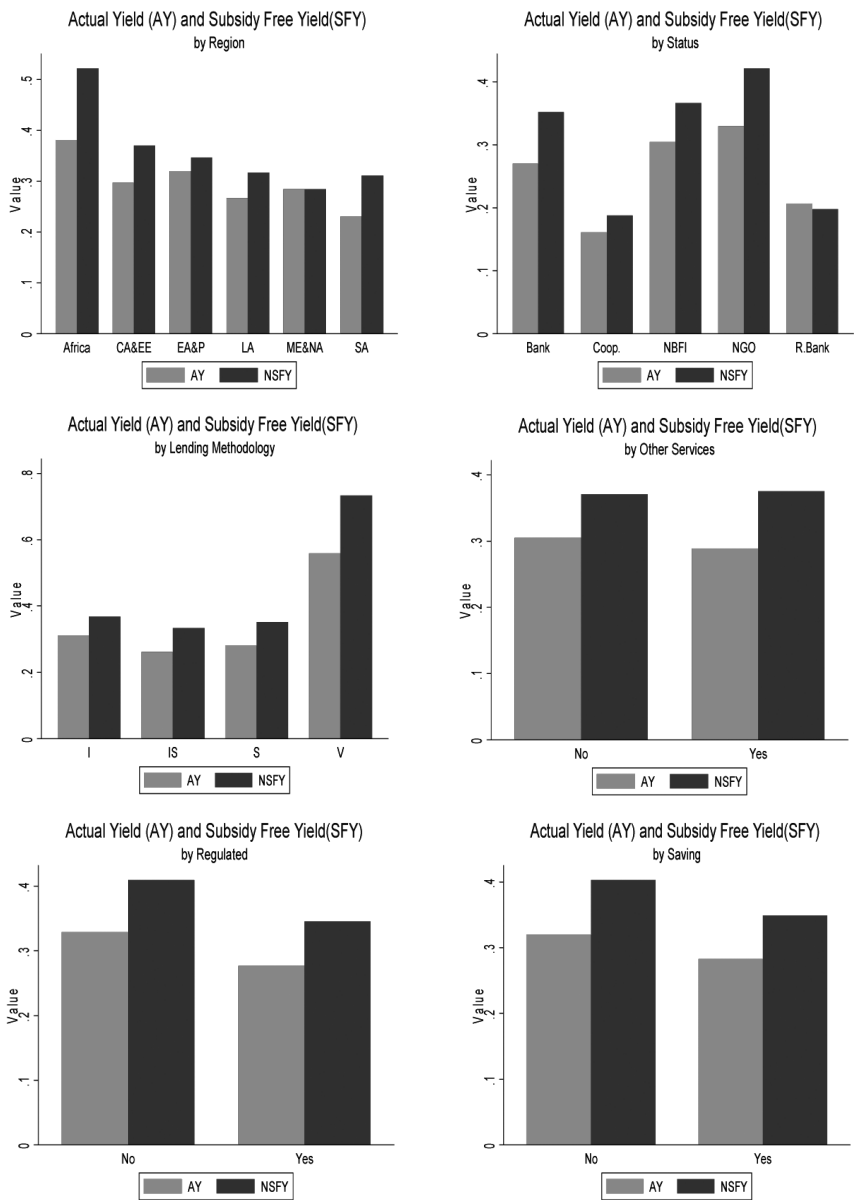 Actual Yield (AY) and Subsidy Free Yield(SFY)
by Region
Value
.5
.4
.3
.2
.1
0
Africa CA&EE EA&P LA ME&NA SA
AY NSFY
Actual Yield (AY) and Subsidy Free Yield(SFY)
by Status
Value
.4
.3
.2
.1
0
Bank Coop. NBFI NGO R.Bank
AY NSFY
Actual Yield (AY) and Subsidy Free Yield(SFY)
by Lending Methodology
Value
.8
.6
.4
.2
0
I IS S V
AY NSFY
Actual Yield (AY) and Subsidy Free Yield(SFY)
by Other Services
Value
.4
.3
.2
.1
0
No Yes
AY NSFY
Actual Yield (AY) and Subsidy Free Yield(SFY)
by Regulated
Value
.4
.3
.2
.1
0
No Yes
AY NSFY
Actual Yield (AY) and Subsidy Free Yield(SFY)
by Saving
Value
.4
.3
.2
.1
0
No Yes
AY NSFY